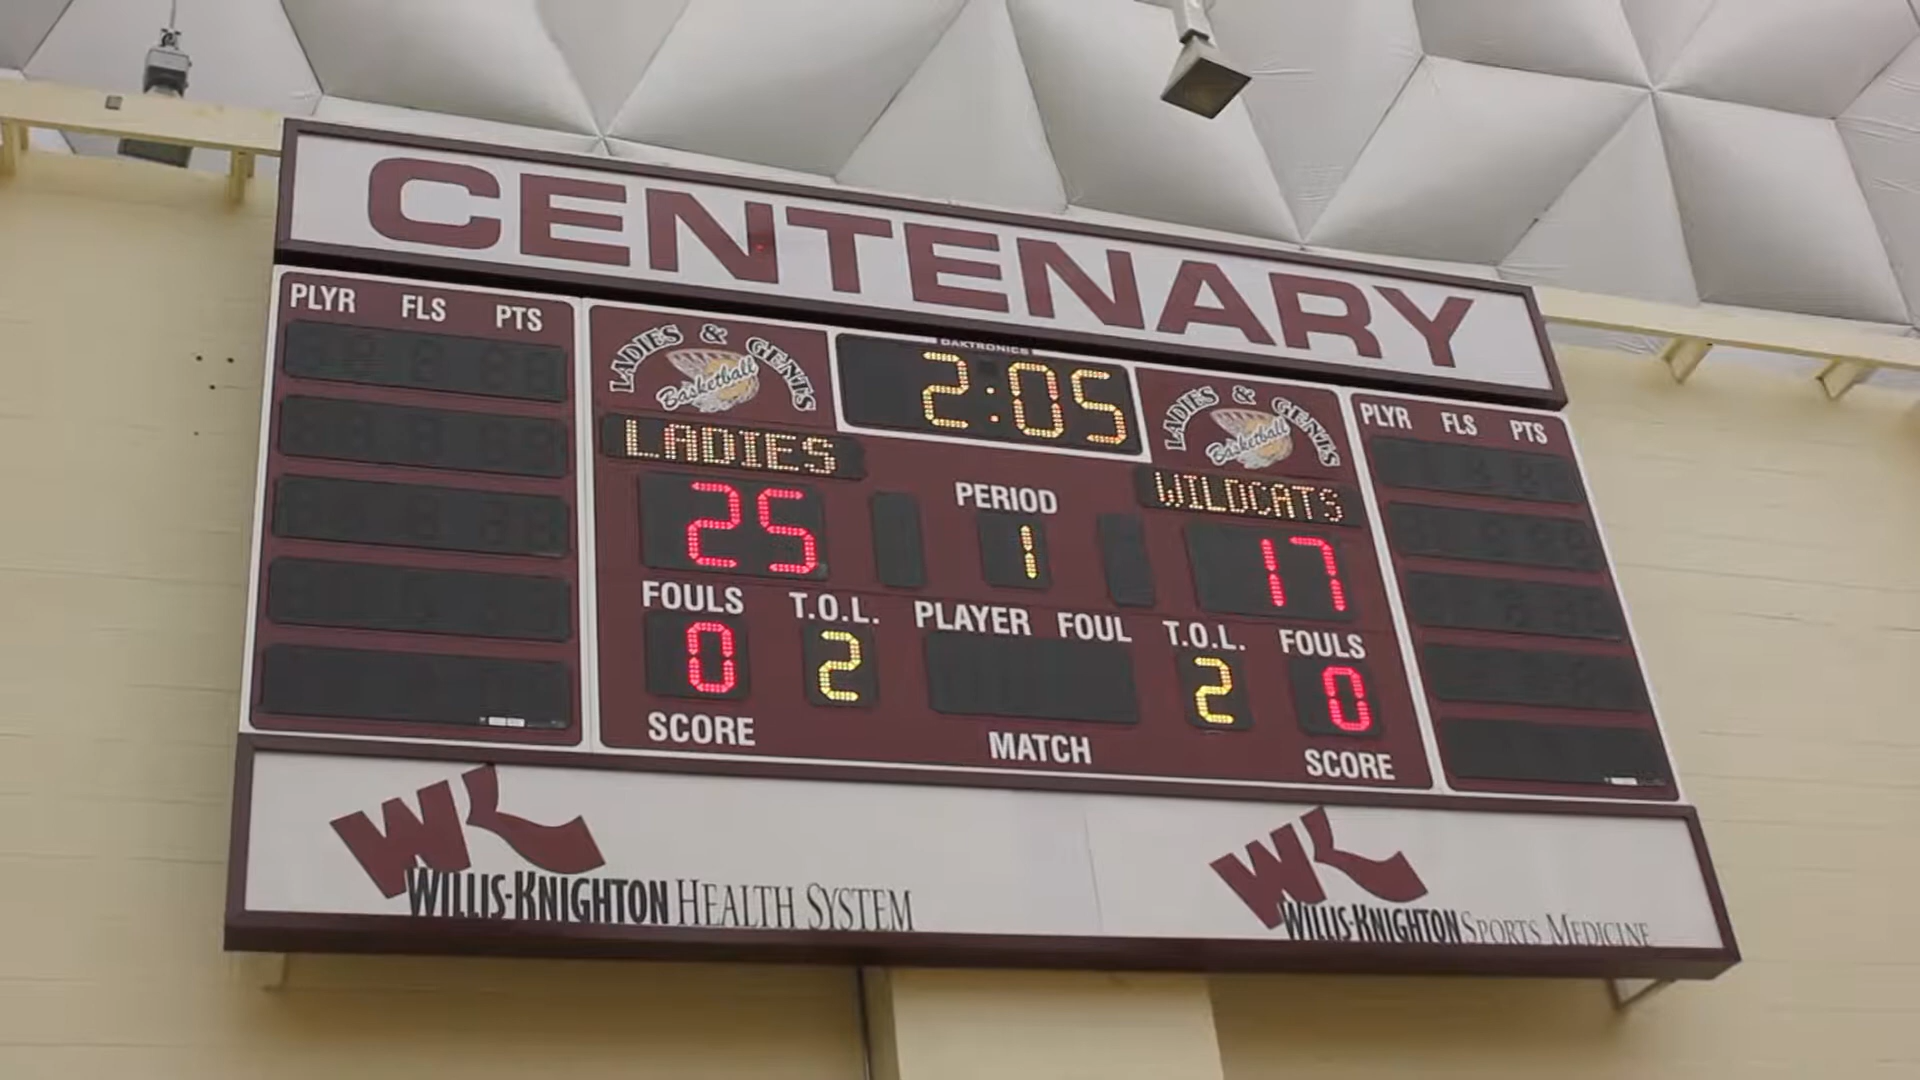 CENTENARY
PLYR FLS PTS
LADIES & GENTS
Basketball
DAKTRONICS
2:05
LADIES & GENTS
Basketball
PLYR FLS PTS
LADIES
WILDCATS
25
PERIOD
1
17
FOULS T.O.L. PLAYER FOUL T.O.L. FOULS
0 2 2 0
SCORE MATCH SCORE
WK
WILLIS-KNIGHTON HEALTH SYSTEM
WK
WILLIS-KNIGHTON SPORTS MEDICINE